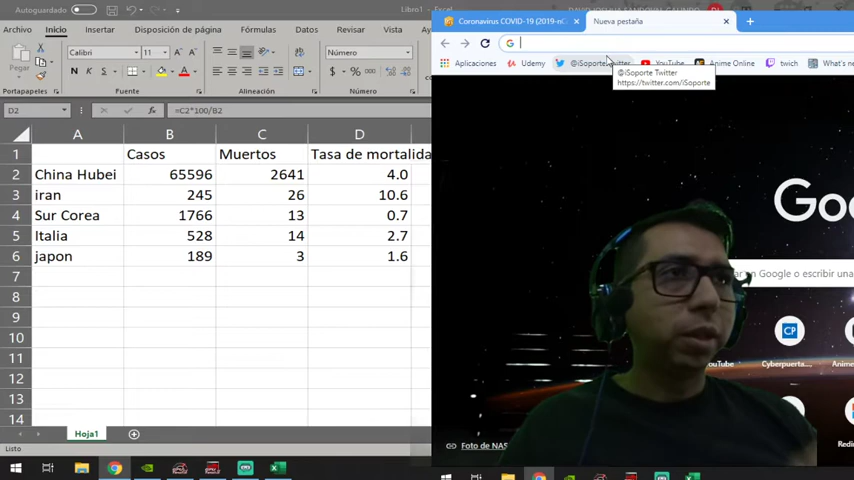 Autoguardado
Libro1 - Excel
Archivo Inicio Insertar Disposición Fórmulas Datos
Pegar
Calibri 11 Número
N K S
% 000
Portapapeles Fuente Alineación Número
D2 =C2*100/B2
A B C D
1 Casos Muertos Tasa de mortalida
2 China Hubei 65596 2641 4.0
3 iran 245 26 10.6
4 Sur Corea 1766 13 0.7
5 Italia 528 14 2.7
6 japon 189 3 1.6
7
8
9
10
11
12
13
14
Hoja1
Listo
Coronavirus COVID-19 (2019-nC
Nueva pestaña
Aplicaciones Udemy @iSoporte Twitter YouTube Anime Online twich What's ne
@iSoporte Twitter
https://twitter.com/iSoporte
Goo
ar en Google o escribir una
CP
Cyberpuerta... Anime
Redi
Foto de NAS